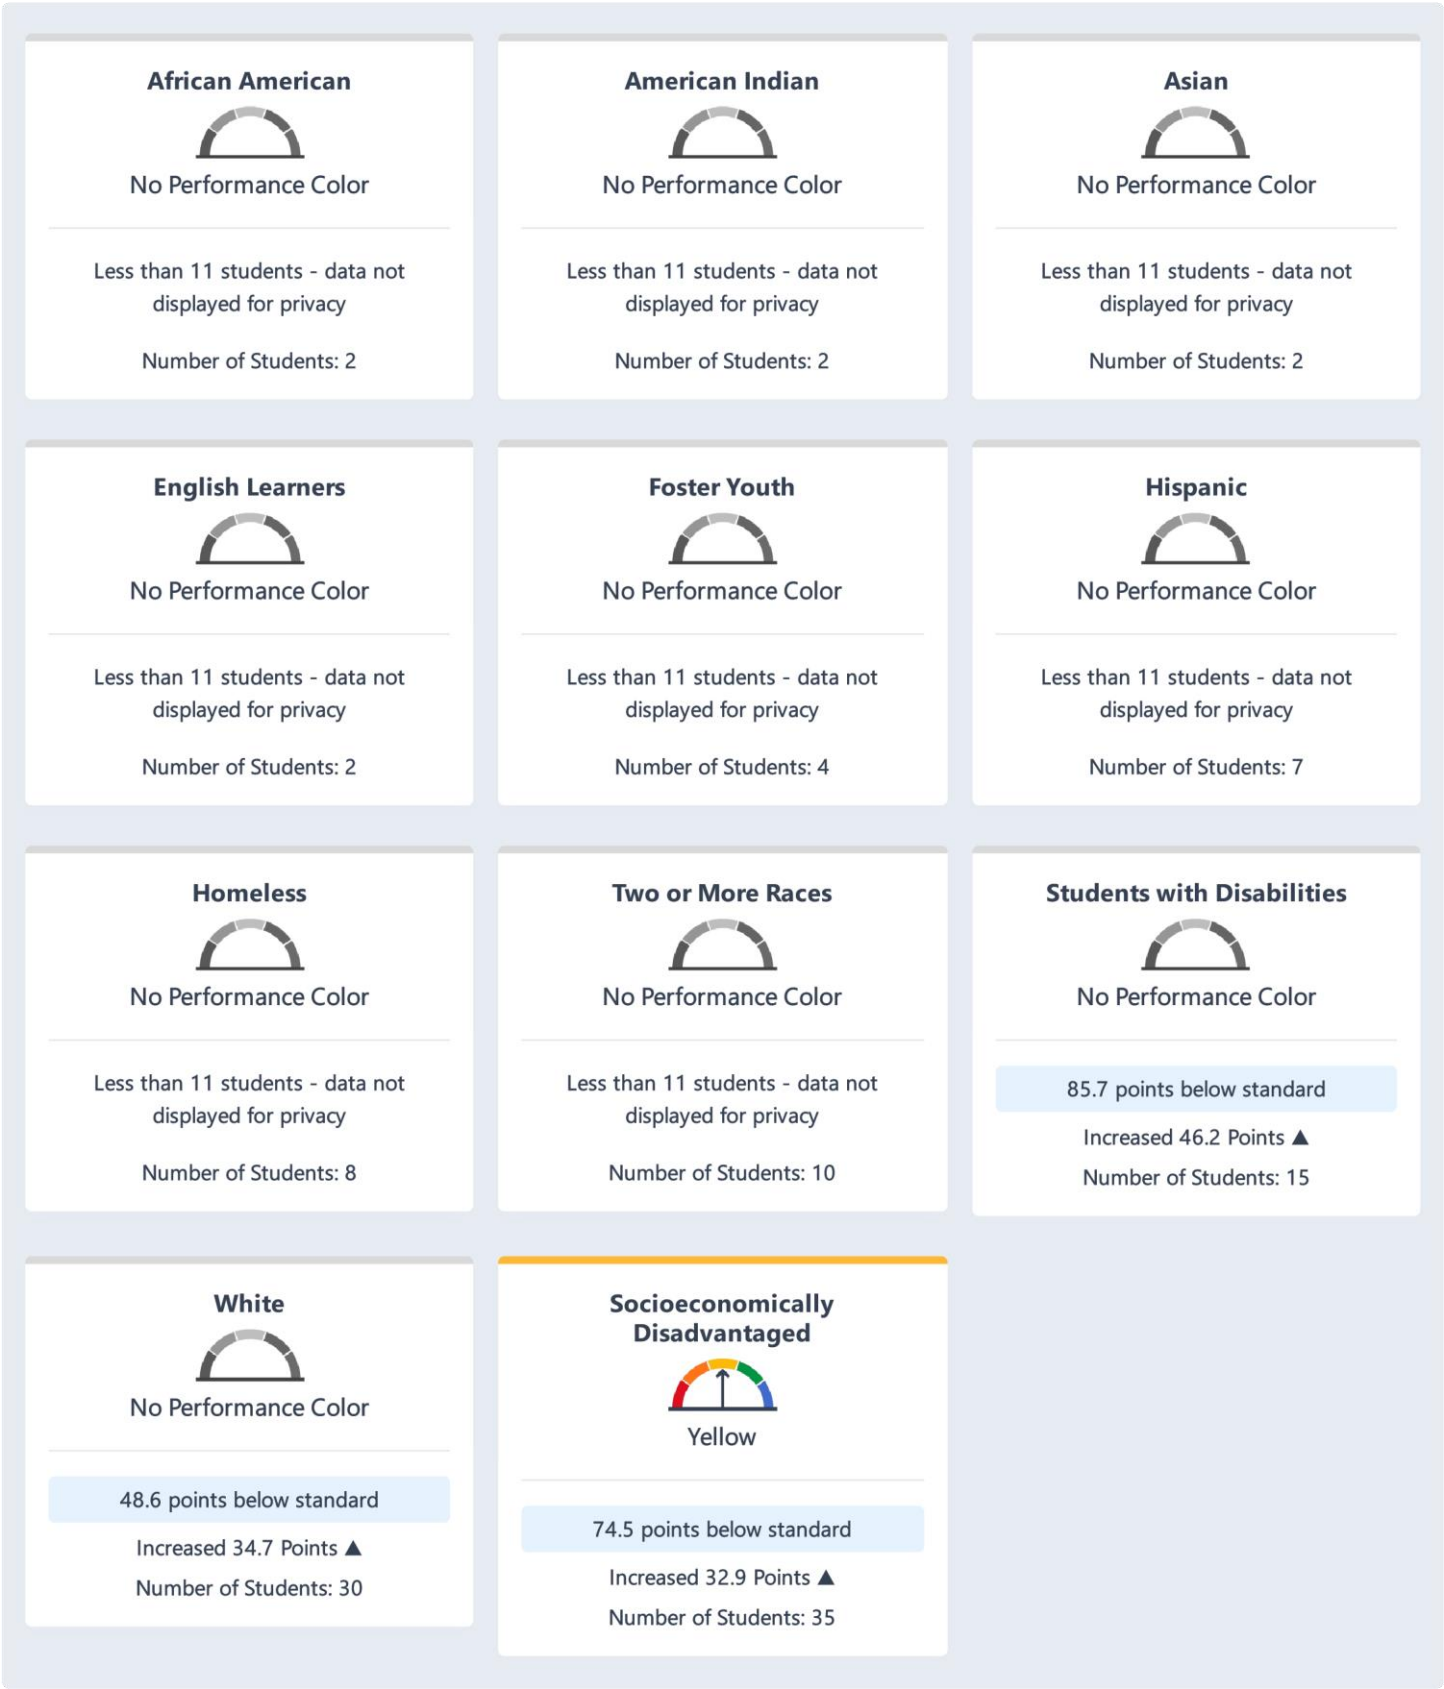 African American
No Performance Color
Less than 11 students - data not
displayed for privacy
Number of Students: 2
American Indian
No Performance Color
Less than 11 students - data not
displayed for privacy
Number of Students: 2
Asian
No Performance Color
Less than 11 students - data not
displayed for privacy
Number of Students: 2
English Learners
No Performance Color
Less than 11 students - data not
displayed for privacy
Number of Students: 2
Foster Youth
No Performance Color
Less than 11 students - data not
displayed for privacy
Number of Students: 4
Hispanic
No Performance Color
Less than 11 students - data not
displayed for privacy
Number of Students: 7
Homeless
No Performance Color
Less than 11 students - data not
displayed for privacy
Number of Students: 8
Two or More Races
No Performance Color
Less than 11 students - data not
displayed for privacy
Number of Students: 10
Students with Disabilities
No Performance Color
85.7 points below standard
Increased 46.2 Points ▲
Number of Students: 15
White
No Performance Color
48.6 points below standard
Increased 34.7 Points ▲
Number of Students: 30
Socioeconomically
Disadvantaged
Yellow
74.5 points below standard
Increased 32.9 Points ▲
Number of Students: 35